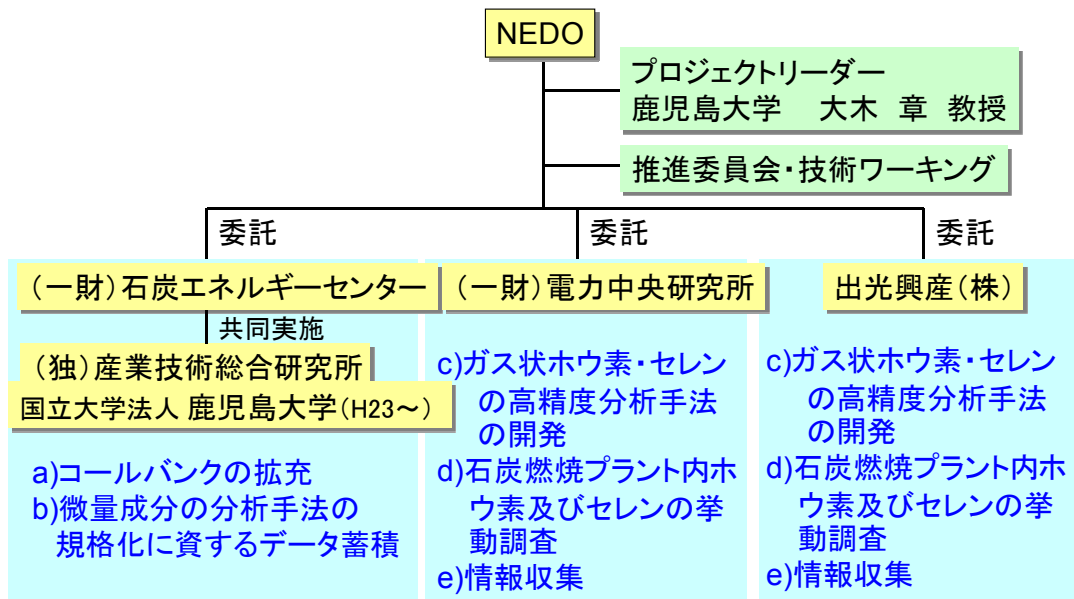 NEDO
プロジェクトリーダー
鹿児島大学 大木 章 教授
推進委員会・技術ワーキング
委託
委託
委託
（一財）石炭エネルギーセンター
共同実施
（独）産業技術総合研究所
国立大学法人 鹿児島大学（H23～）
a)コールバンクの拡充
b)微量成分の分析手法の
規格化に資するデータ蓄積
（一財）電力中央研究所
c)ガス状ホウ素・セレン
の高精度分析手法
の開発
d)石炭燃焼プラント内ホ
ウ素及びセレンの挙
動調査
e)情報収集
出光興産（株）
c)ガス状ホウ素・セレン
の高精度分析手法
の開発
d)石炭燃焼プラント内ホ
ウ素及びセレンの挙
動調査
e)情報収集